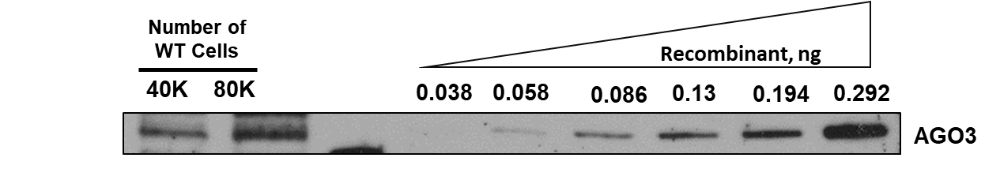 Number of
WT Cells
40K 80K
Recombinant, ng
0.038 0.058 0.086 0.13 0.194 0.292
AGO3